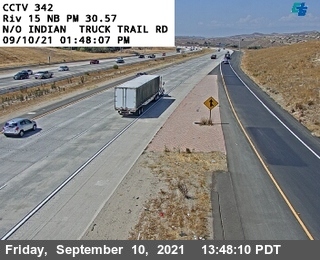 CCTV 342
Riv 15 NB PM 30.57
N/O INDIAN TRUCK TRAIL RD
09/10/21 01:48:07 PM
Friday, September 10, 2021 13:48:10 PDT